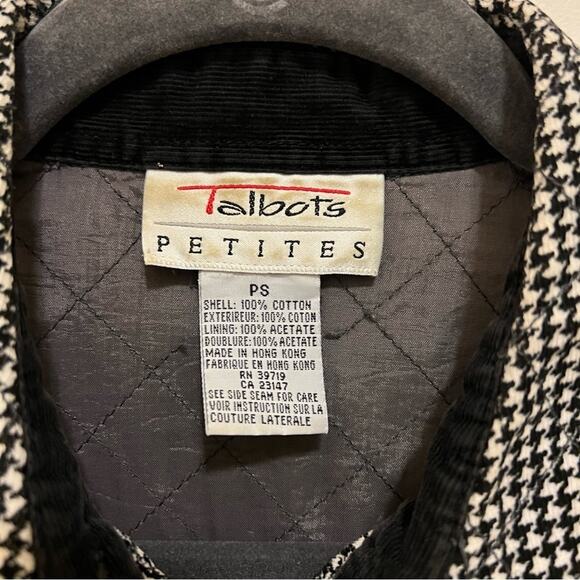 Talbots
PETITES
PS
SHELL: 100% COTTON
EXTERIREUR: 100% COTON
LINING: 100% ACETATE
DOUBLURE: 100% ACETATE
MADE IN HONG KONG
FABRIQUE EN HONG KONG
RN 39719
CA 23147
SEE SIDE SEAM FOR CARE
VOIR INSTRUCTION SUR LA
COUTURE LATERALE